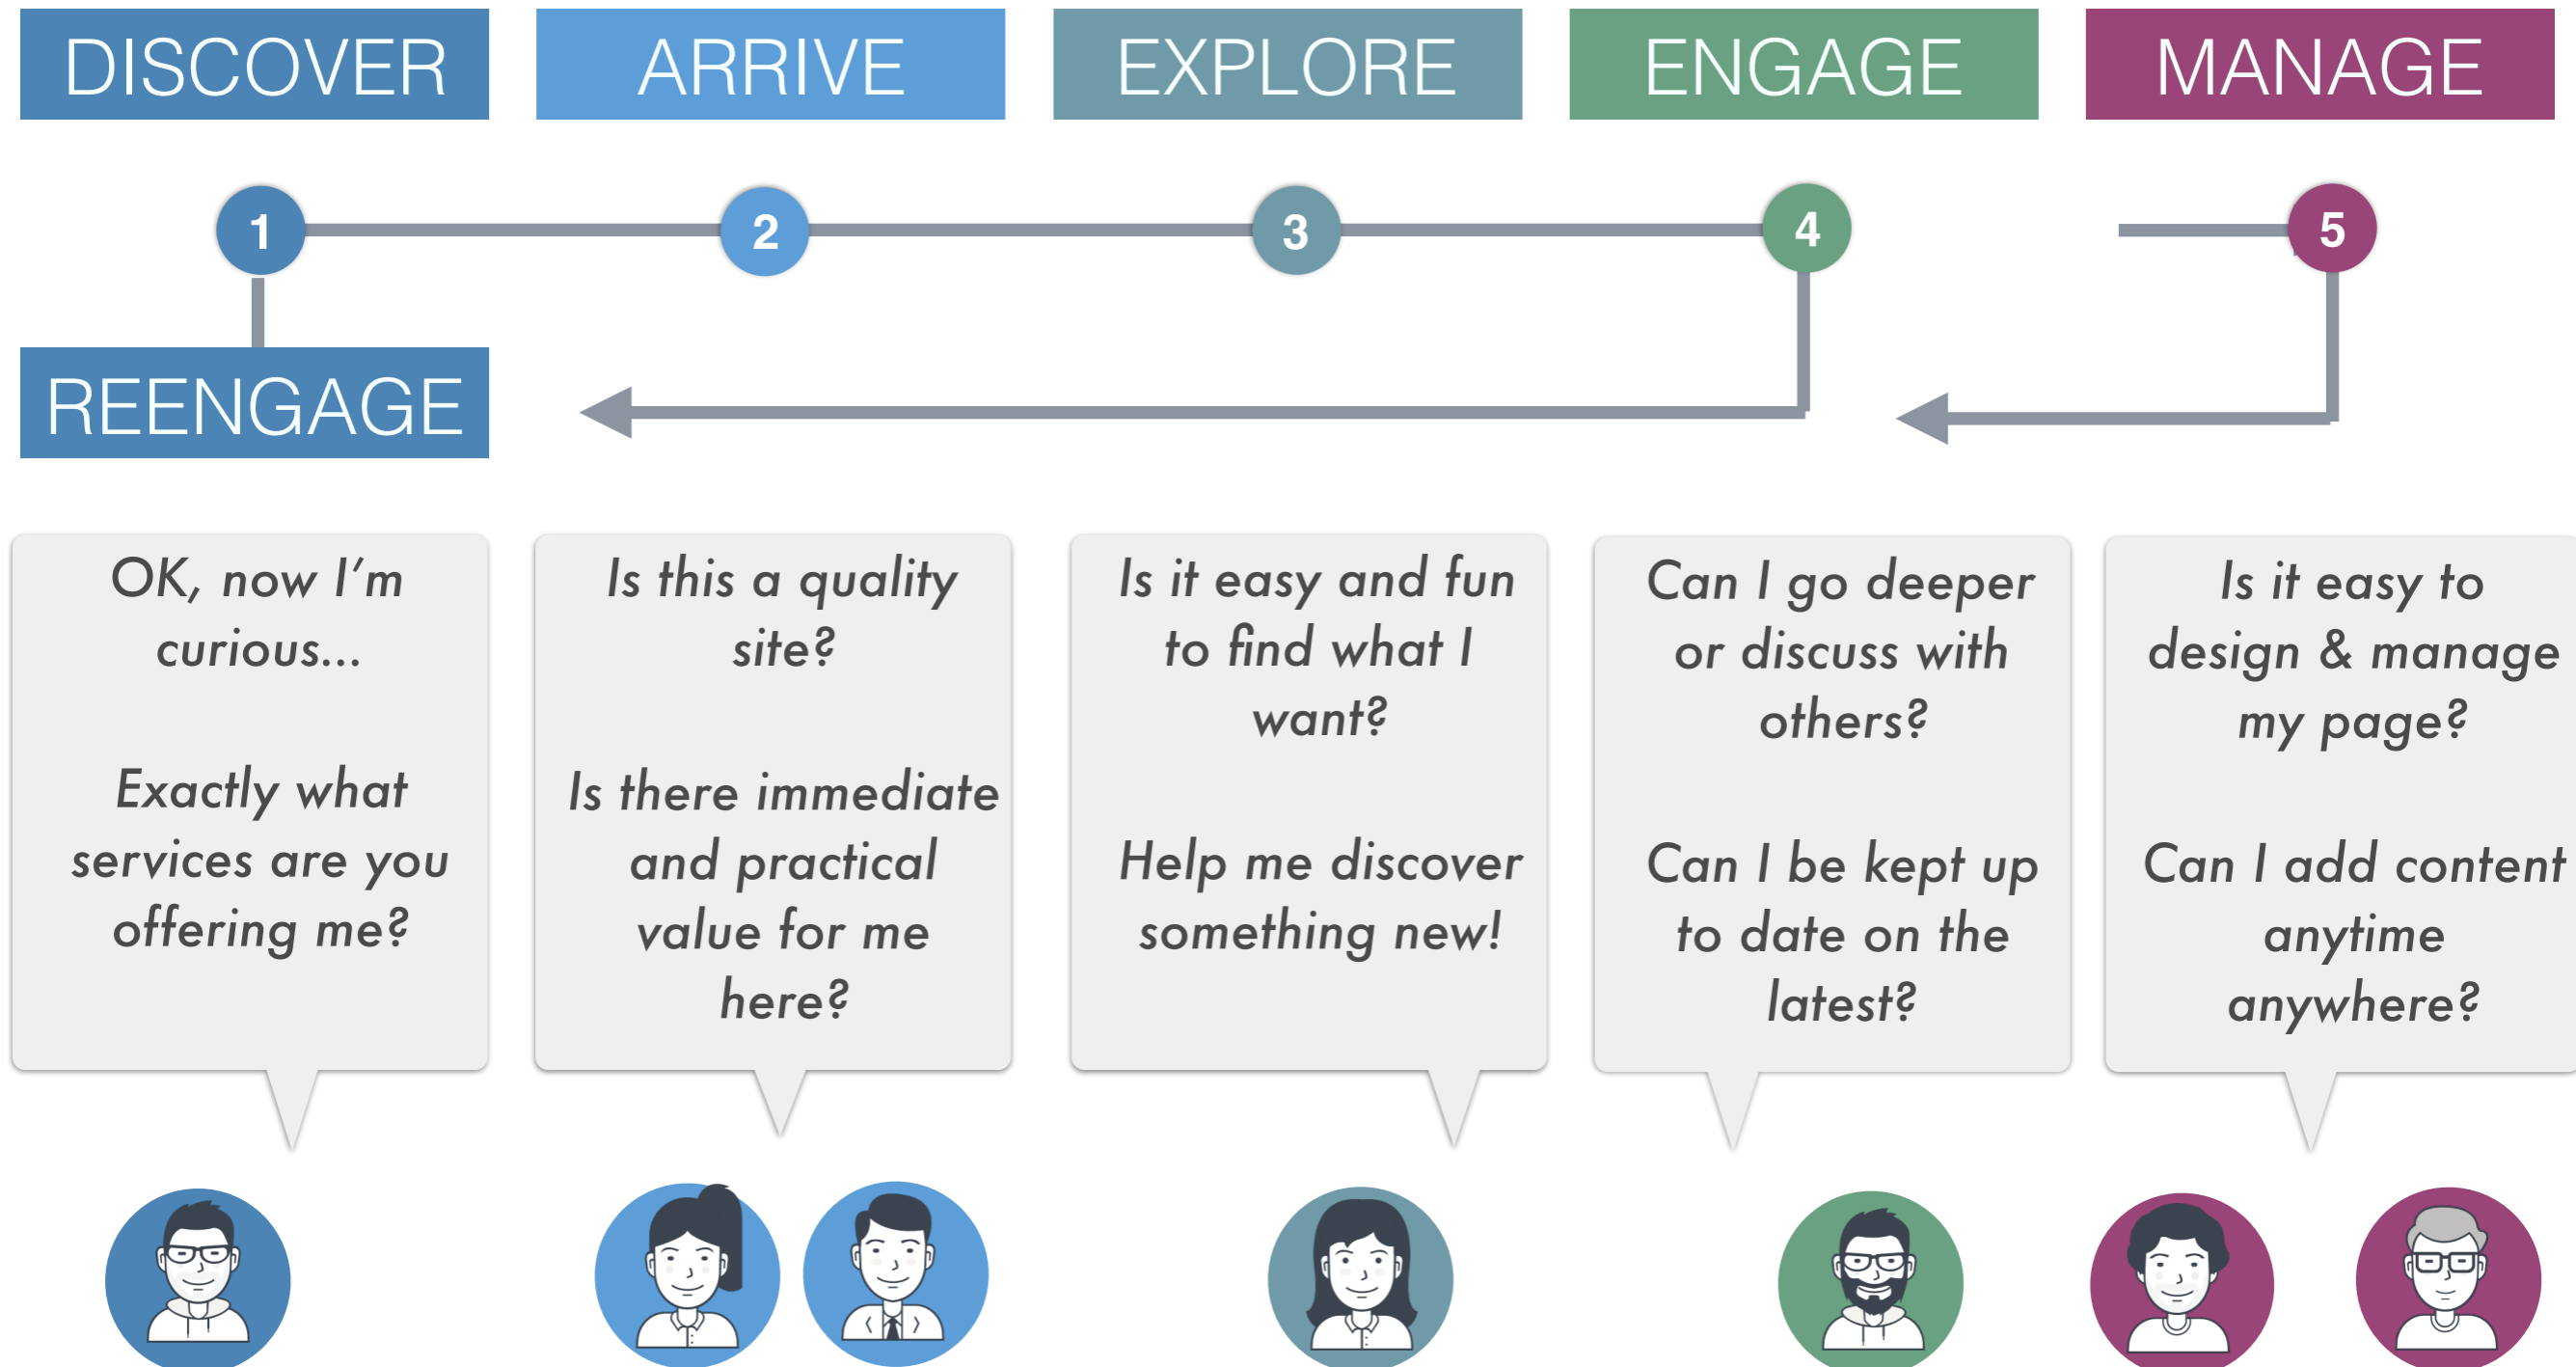 DISCOVER
ARRIVE
EXPLORE
ENGAGE
MANAGE
1
2
3
4
5
REENGAGE
OK, now I’m
curious...
Exactly what
services are you
offering me?
Is this a quality
site?
Is there immediate
and practical
value for me
here?
Is it easy and fun
to find what I
want?
Help me discover
something new!
Can I go deeper
or discuss with
others?
Can I be kept up
to date on the
latest?
Is it easy to
design & manage
my page?
Can I add content
anytime
anywhere?